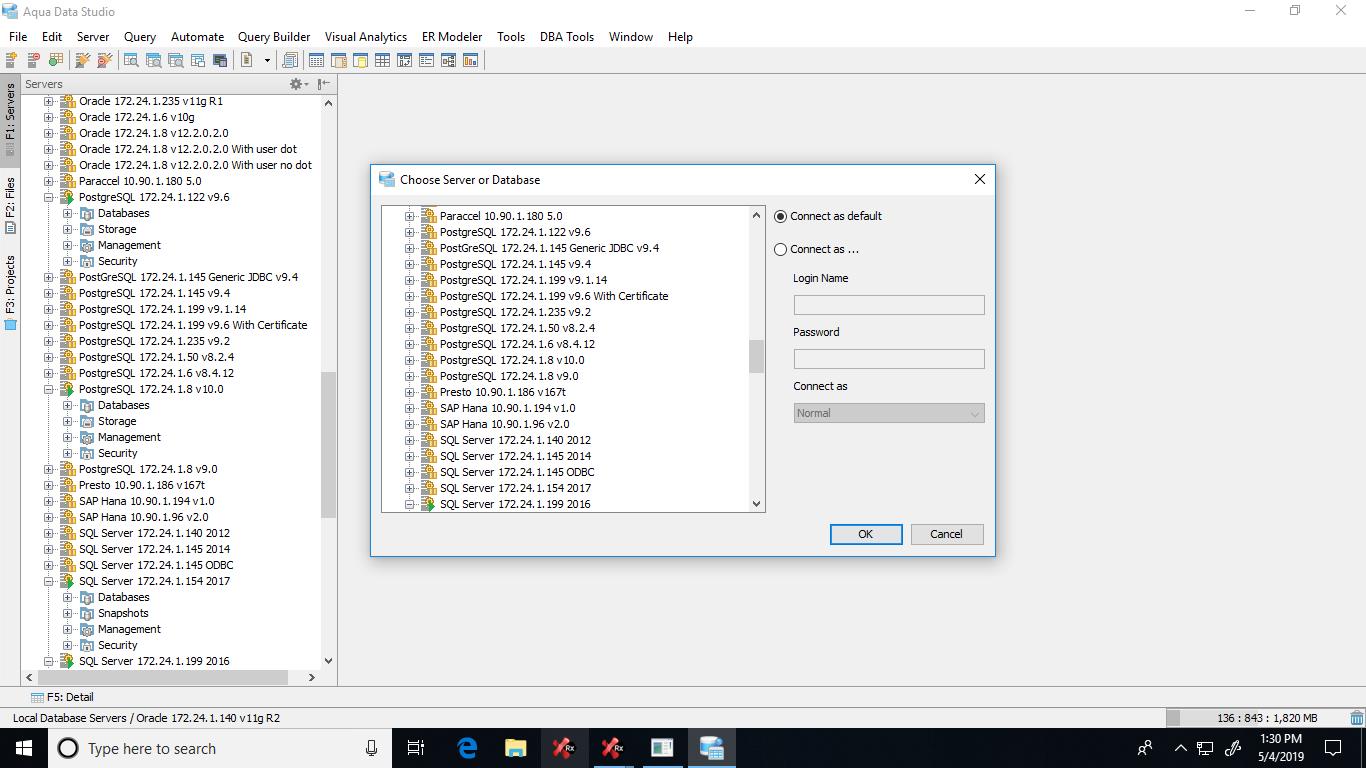 Aqua Data Studio
File Edit Server Query Automate Query Builder Visual Analytics ER Modeler Tools DBA Tools Window Help
F1: Servers
F2: Files
F3: Projects
Servers
Oracle 172.24.1.235 v11g R1
Oracle 172.24.1.6 v10g
Oracle 172.24.1.8 v12.2.0.2.0
Oracle 172.24.1.8 v12.2.0.2.0 With user dot
Oracle 172.24.1.8 v12.2.0.2.0 With user no dot
Paraccel 10.90.1.180 5.0
PostgreSQL 172.24.1.122 v9.6
Databases
Storage
Management
Security
PostGreSQL 172.24.1.145 Generic JDBC v9.4
PostgreSQL 172.24.1.145 v9.4
PostgreSQL 172.24.1.199 v9.1.14
PostgreSQL 172.24.1.199 v9.6 With Certificate
PostgreSQL 172.24.1.235 v9.2
PostgreSQL 172.24.1.50 v8.2.4
PostgreSQL 172.24.1.6 v8.4.12
PostgreSQL 172.24.1.8 v10.0
Databases
Storage
Management
Security
PostgreSQL 172.24.1.8 v9.0
Presto 10.90.1.186 v167t
SAP Hana 10.90.1.194 v1.0
SAP Hana 10.90.1.96 v2.0
SQL Server 172.24.1.140 2012
SQL Server 172.24.1.145 2014
SQL Server 172.24.1.145 ODBC
SQL Server 172.24.1.154 2017
Databases
Snapshots
Management
Security
SQL Server 172.24.1.199 2016
Choose Server or Database
Paraccel 10.90.1.180 5.0
PostgreSQL 172.24.1.122 v9.6
PostGreSQL 172.24.1.145 Generic JDBC v9.4
PostgreSQL 172.24.1.145 v9.4
PostgreSQL 172.24.1.199 v9.1.14
PostgreSQL 172.24.1.199 v9.6 With Certificate
PostgreSQL 172.24.1.235 v9.2
PostgreSQL 172.24.1.50 v8.2.4
PostgreSQL 172.24.1.6 v8.4.12
PostgreSQL 172.24.1.8 v10.0
PostgreSQL 172.24.1.8 v9.0
Presto 10.90.1.186 v167t
SAP Hana 10.90.1.194 v1.0
SAP Hana 10.90.1.96 v2.0
SQL Server 172.24.1.140 2012
SQL Server 172.24.1.145 2014
SQL Server 172.24.1.145 ODBC
SQL Server 172.24.1.154 2017
SQL Server 172.24.1.199 2016
Connect as default
Connect as ...
Login Name
Password
Connect as
Normal
OK Cancel
F5: Detail
Local Database Servers / Oracle 172.24.1.140 v11g R2
136 : 843 : 1,820 MB
Type here to search
Rx
Rx
1:30 PM
5/4/2019